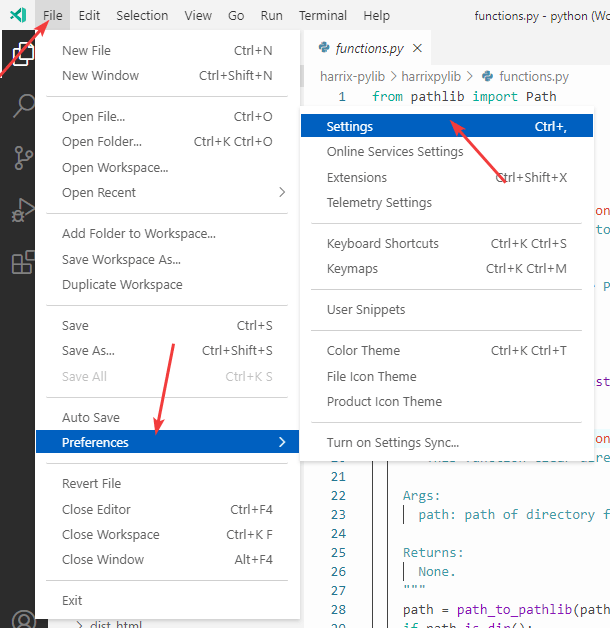 File Edit Selection View Go Run Terminal Help functions.py - python (Wo
New File Ctrl+N
New Window Ctrl+Shift+N
Open File... Ctrl+O
Open Folder... Ctrl+K Ctrl+O
Open Workspace...
Open Recent
Add Folder to Workspace...
Save Workspace As...
Duplicate Workspace
Save Ctrl+S
Save As... Ctrl+Shift+S
Save All Ctrl+K S
Auto Save
Preferences
Revert File
Close Editor Ctrl+F4
Close Workspace Ctrl+K F
Close Window Alt+F4
Exit
dist.html
functions.py
harrix-pylib > harrixpylib > functions.py
1 from pathlib import Path
Settings Ctrl+,
Online Services Settings
Extensions Ctrl+Shift+X
Telemetry Settings
Keyboard Shortcuts Ctrl+K Ctrl+S
Keymaps Ctrl+K Ctrl+M
User Snippets
Color Theme Ctrl+K Ctrl+T
File Icon Theme
Product Icon Theme
Turn on Settings Sync...
21
22 Args:
23 path: path of directory f
24
25 Returns:
26 None.
27 """
28 path = path_to_pathlib(path